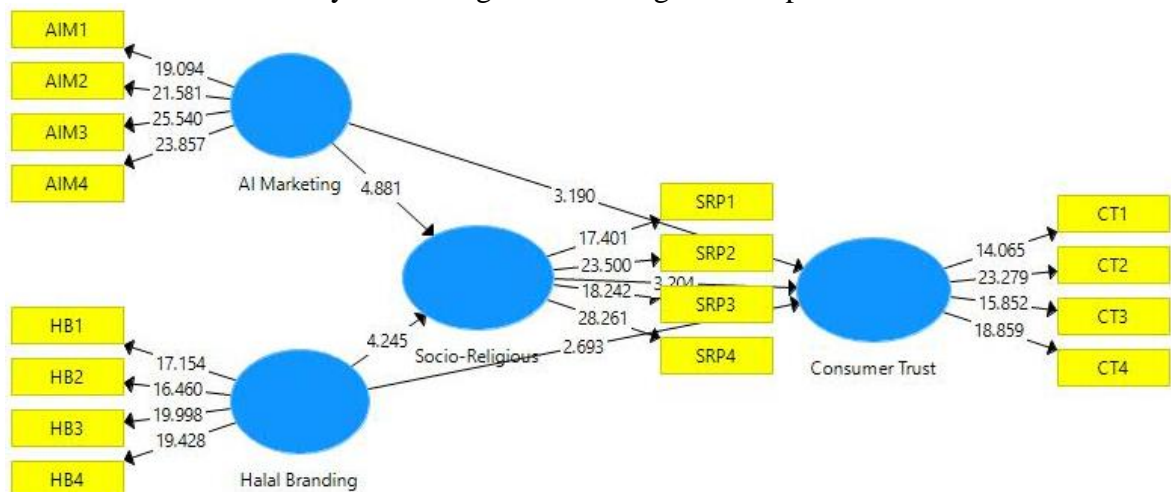 AIM1
AIM2
AIM3
AIM4
19.094
21.581
25.540
23.857
AI Marketing
4.881
3.190
HB1
HB2
HB3
HB4
17.154
16.460
19.998
19.428
Halal Branding
4.245
2.693
Socio-Religious
17.401
23.500
3.204
18.242
28.261
SRP1
SRP2
SRP3
SRP4
Consumer Trust
14.065
23.279
15.852
18.859
CT1
CT2
CT3
CT4